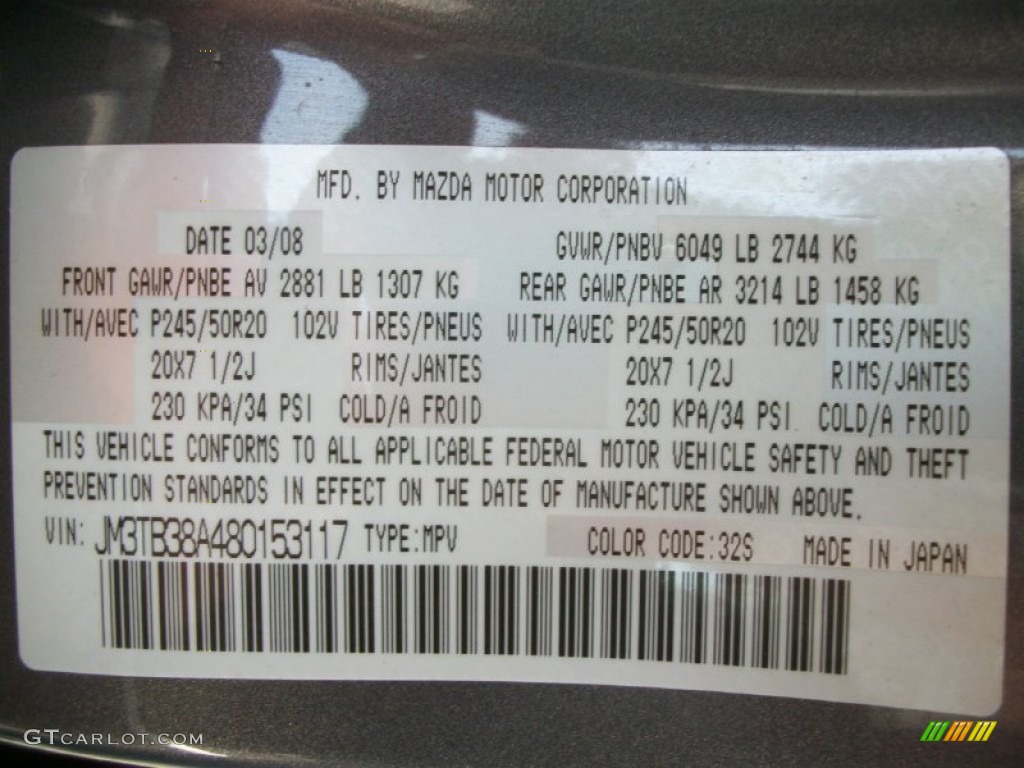 MFD. BY MAZDA MOTOR CORPORATION
DATE 03/08 GVWR/PNBV 6049 LB 2744 KG
FRONT GAWR/PNBE AV 2881 LB 1307 KG REAR GAWR/PNBE AR 3214 LB 1458 KG
WITH/AVEC P245/50R20 102V TIRES/PNEUS WITH/AVEC P245/50R20 102V TIRES/PNEUS
20X7 1/2J RIMS/JANTES 20X7 1/2J RIMS/JANTES
230 KPA/34 PSI COLD/A FROID 230 KPA/34 PSI COLD/A FROID
THIS VEHICLE CONFORMS TO ALL APPLICABLE FEDERAL MOTOR VEHICLE SAFETY AND THEFT
PREVENTION STANDARDS IN EFFECT ON THE DATE OF MANUFACTURE SHOWN ABOVE.
VIN: JM3TB38A480153117 TYPE:MPV COLOR CODE:32S MADE IN JAPAN
GTCARLOT.COM